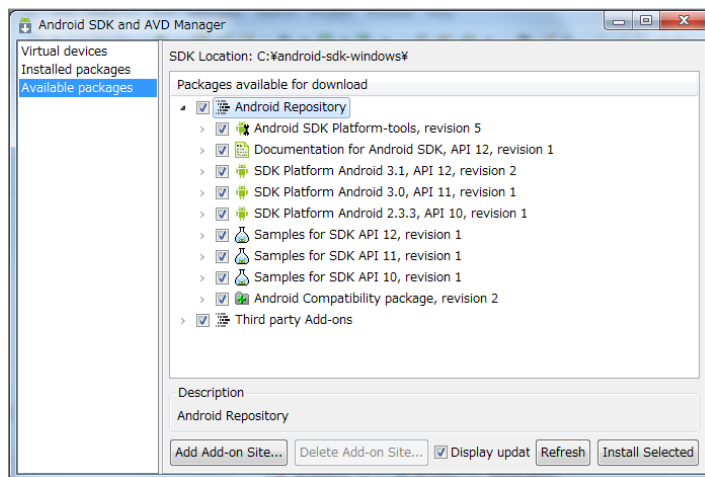 Android SDK and AVD Manager
Virtual devices
Installed packages
Available packages
SDK Location: C:¥android-sdk-windows¥
Packages available for download
Android Repository
Android SDK Platform-tools, revision 5
Documentation for Android SDK, API 12, revision 1
SDK Platform Android 3.1, API 12, revision 2
SDK Platform Android 3.0, API 11, revision 1
SDK Platform Android 2.3.3, API 10, revision 1
Samples for SDK API 12, revision 1
Samples for SDK API 11, revision 1
Samples for SDK API 10, revision 1
Android Compatibility package, revision 2
Third party Add-ons
Description
Android Repository
Add Add-on Site... Delete Add-on Site... Display updat Refresh Install Selected